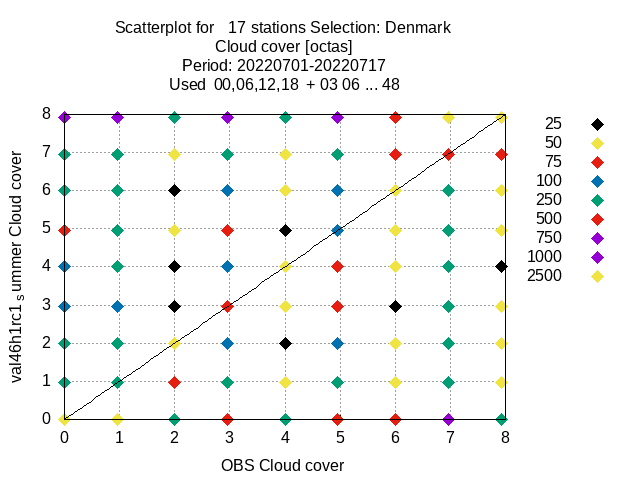 Scatterplot for 17 stations Selection: Denmark
Cloud cover [octas]
Period: 20220701-20220717
Used 00,06,12,18 + 03 06 ... 48
8
7
6
5
4
3
2
1
0
val46h1rc1 summer Cloud cover
0 1 2 3 4 5 6 7 8
OBS Cloud cover
25
50
75
100
250
500
750
1000
2500